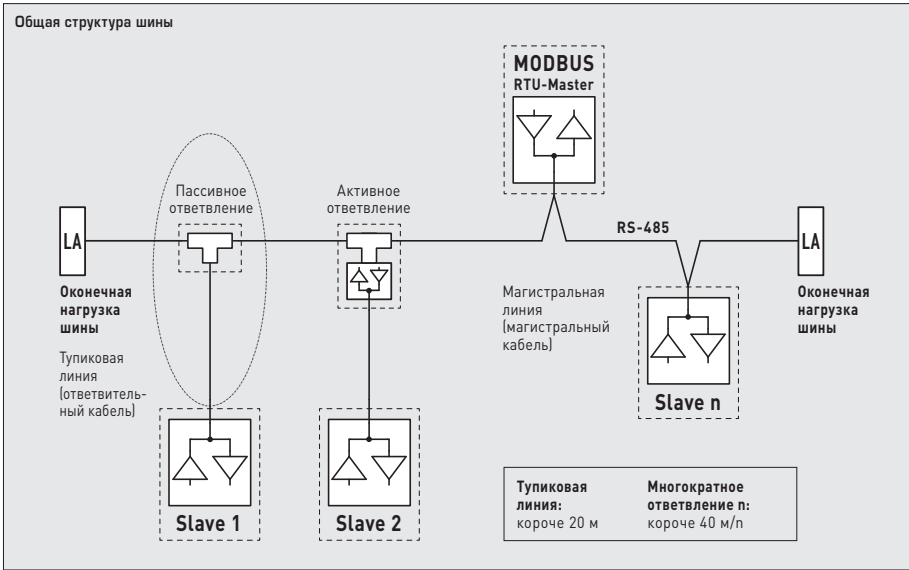 Общая структура шины
MODBUS
RTU-Master
Пассивное
ответвление
Активное
ответвление
LA
RS-485
LA
Оконечная
нагрузка
шины
Магистральная
линия
(магистральный
кабель)
Оконечная
нагрузка
шины
Тупиковая
линия
(ответвитель-
ный кабель)
Slave n
Slave 1
Slave 2
Тупиковая
линия:
короче 20 м
Многократное
ответвление n:
короче 40 м/n